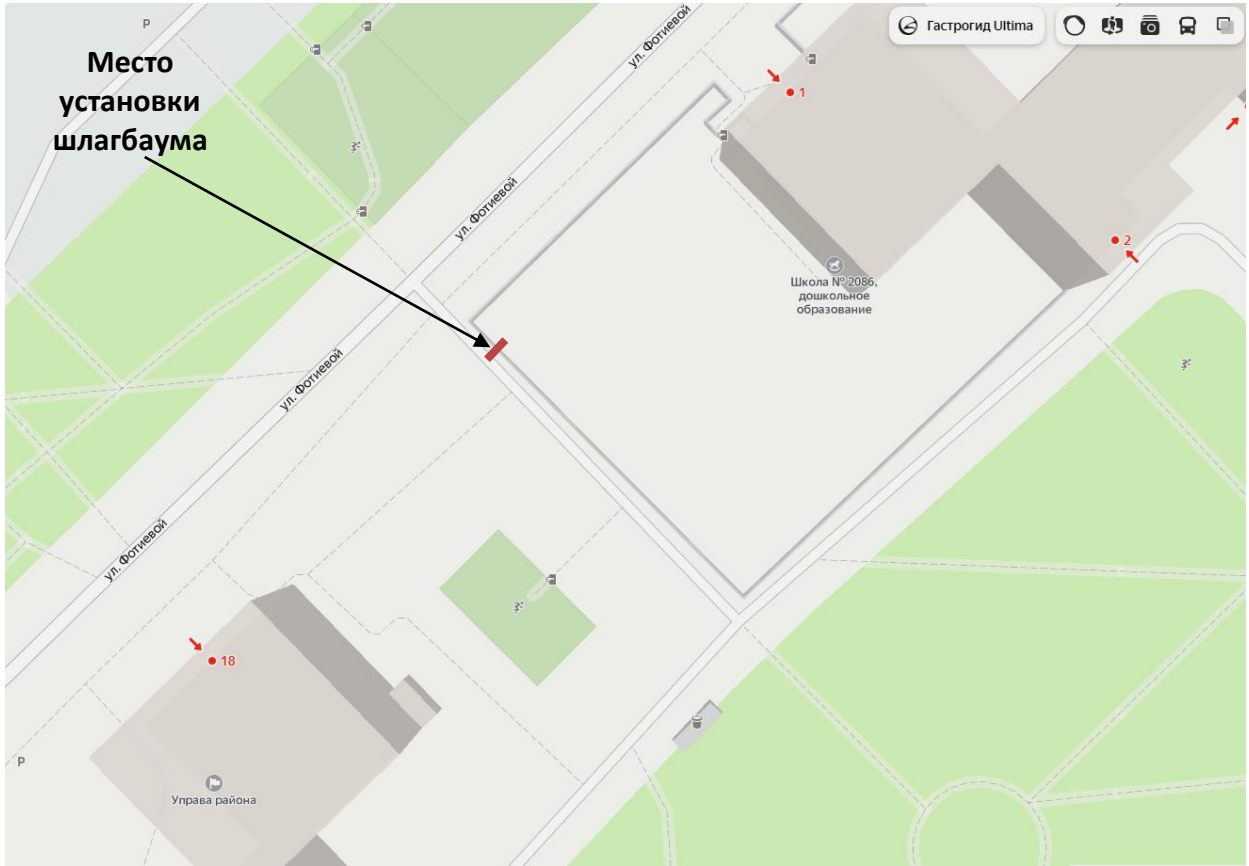 Место
установки
шлагбаума
P
ул. Фотиевой
Гастрогид Ultima
1
ул. Фотиевой
2
Школа № 2086,
дошкольное
образование
ул. Фотиевой
ул. Фотиевой
18
P
Управа района